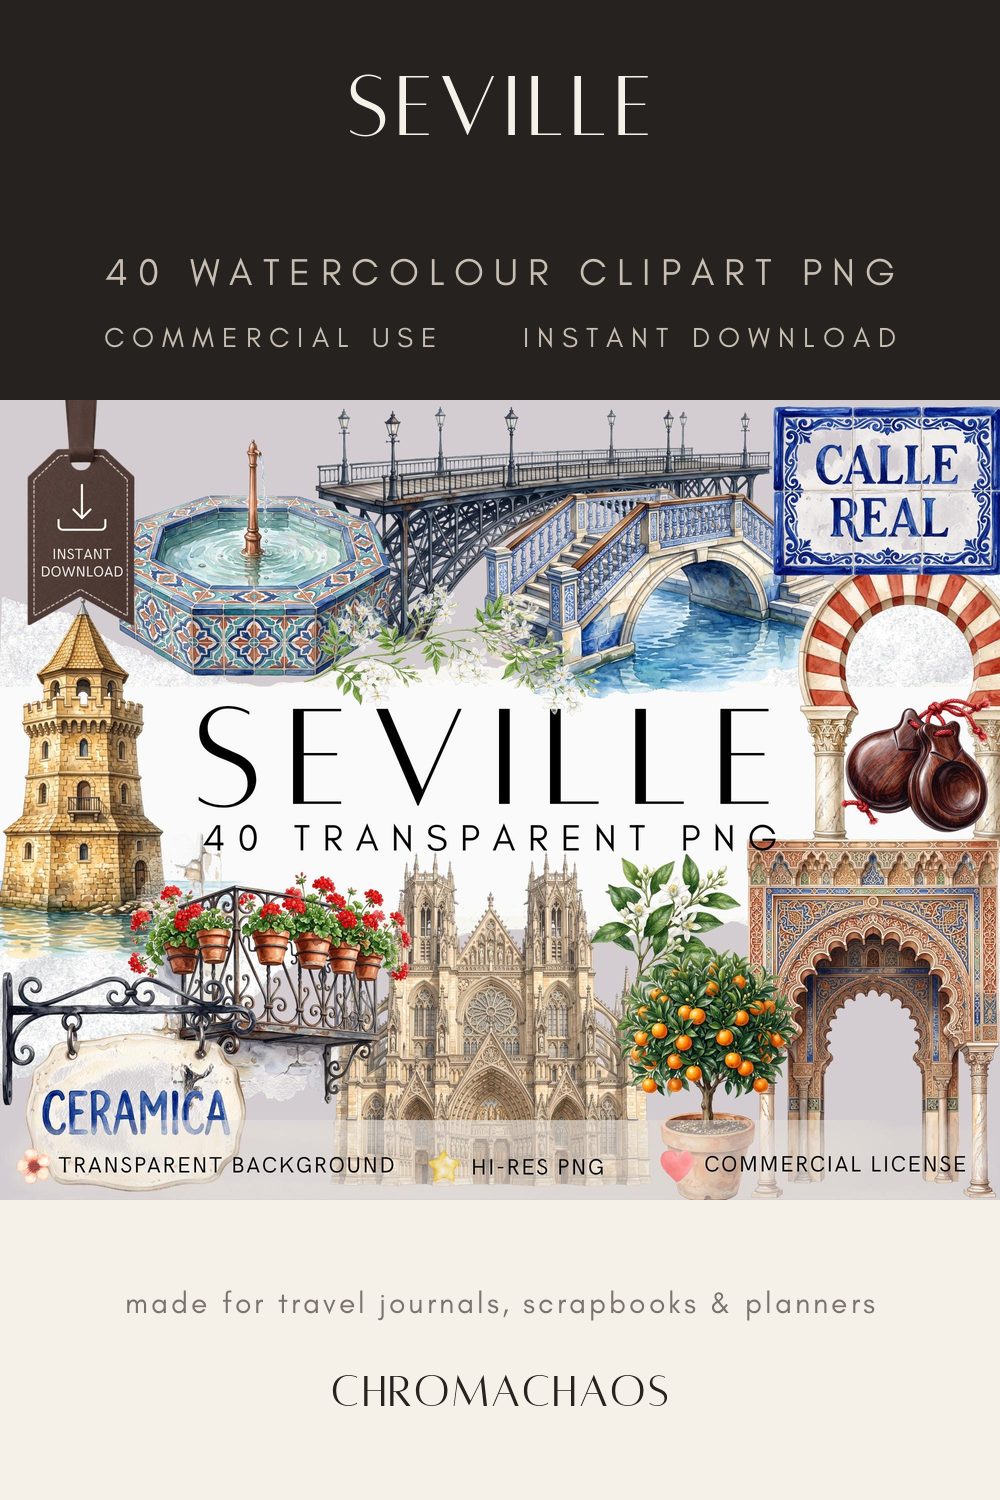 SEVILLE
40 WATERCOLOUR CLIPART PNG
COMMERCIAL USE INSTANT DOWNLOAD
INSTANT
DOWNLOAD
CALLE
REAL
SEVILLE
40 TRANSPARENT PNG
CERAMICA
TRANSPARENT BACKGROUND
HI-RES PNG
COMMERCIAL LICENSE
made for travel journals, scrapbooks & planners
CHROMACHAOS